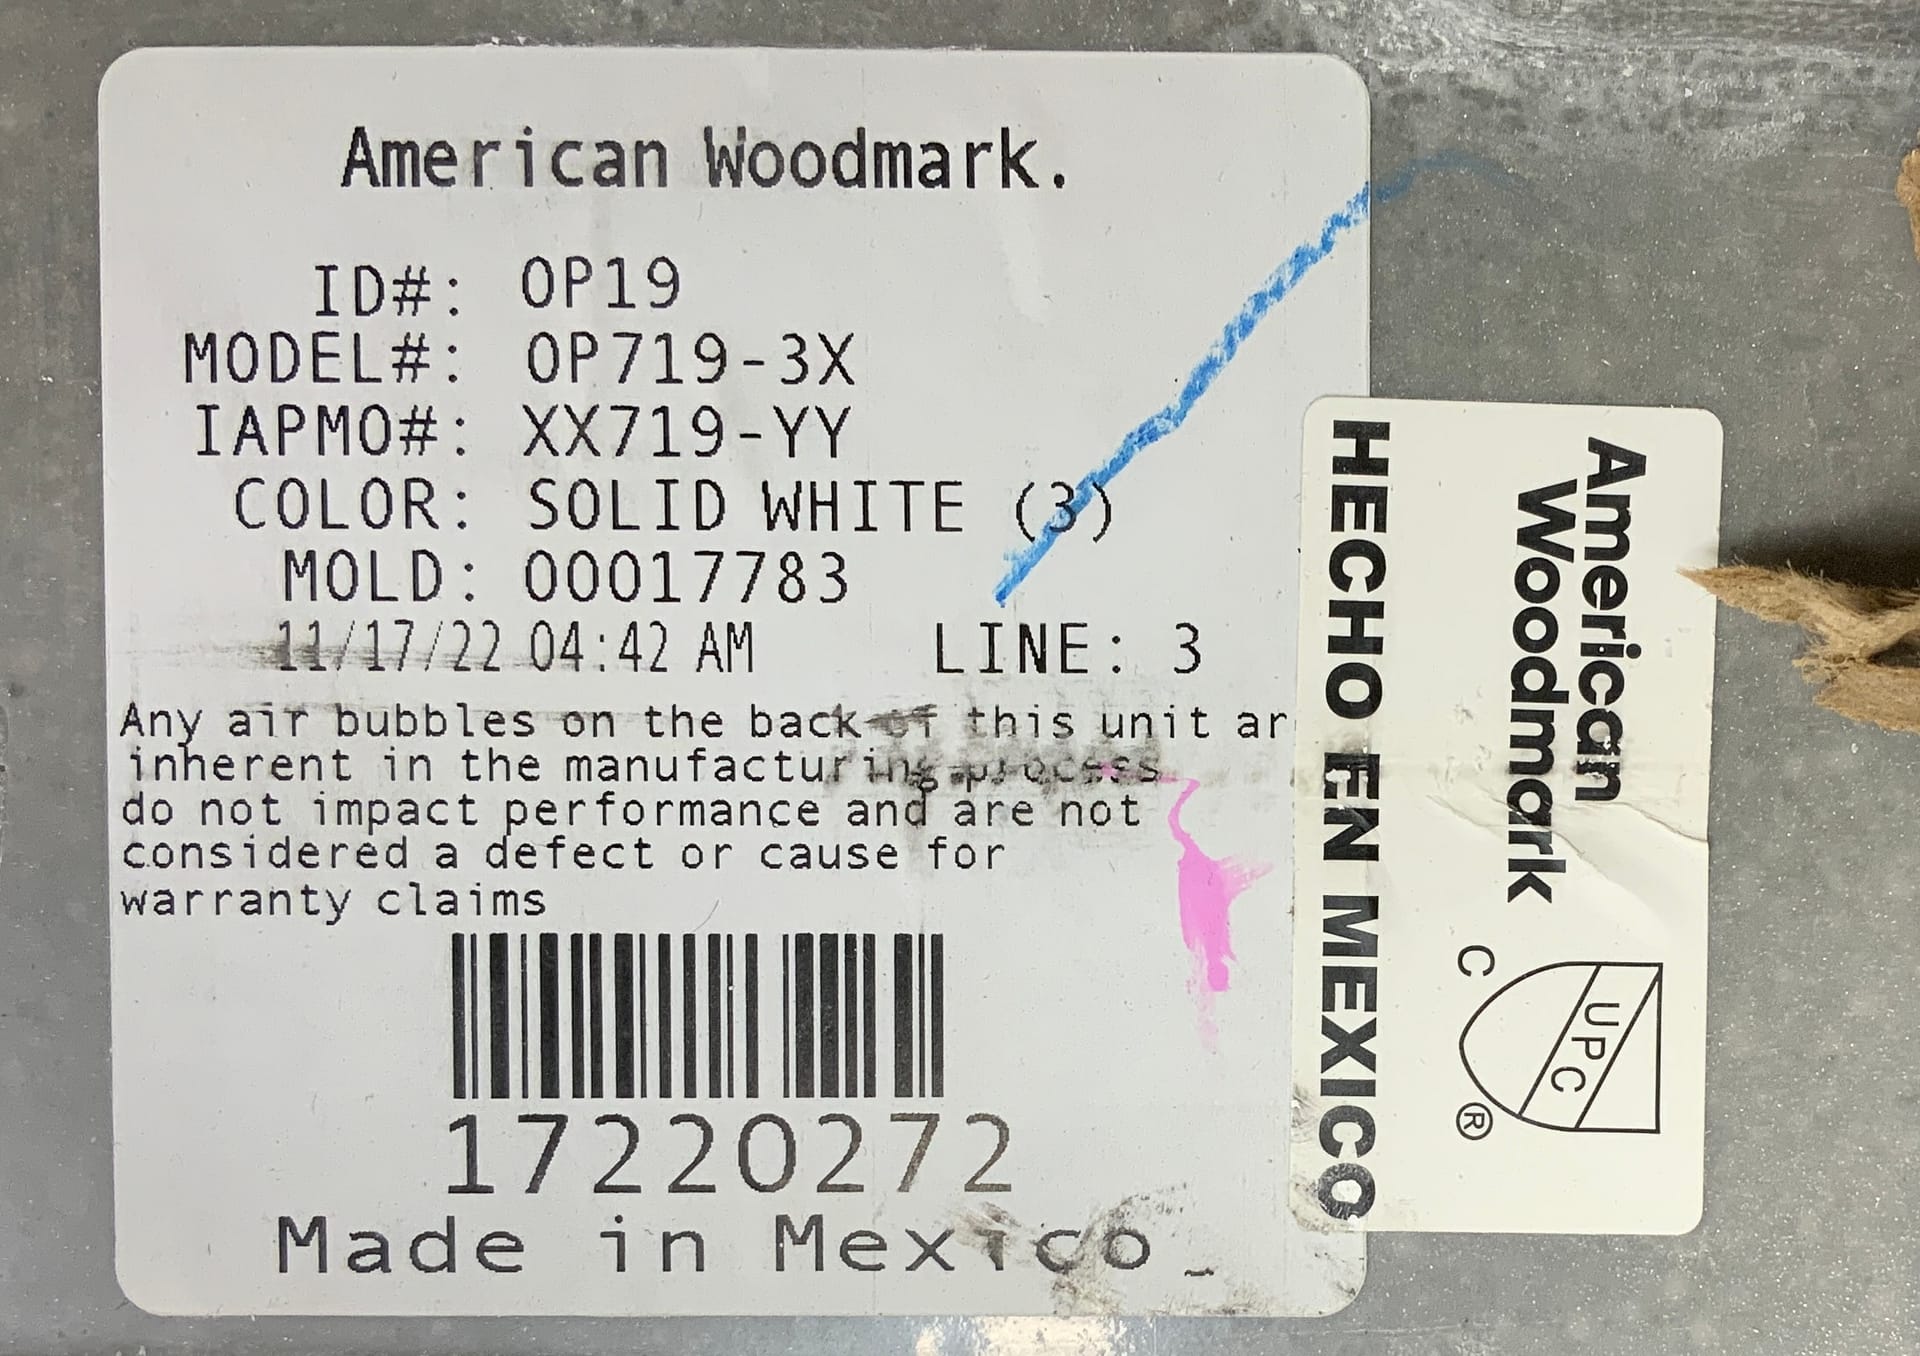 American Woodmark.
ID#: OP19
MODEL#: OP719-3X
IAPMO#: XX719-YY
COLOR: SOLID WHITE (3)
MOLD: 00017783
11/17/22 04:42 AM LINE: 3
Any air bubbles on the back of this unit ar
inherent in the manufacturing process
do not impact performance and are not
considered a defect or cause for
warranty claims
17220272
Made in Mexico_
HECHO EN MEXICO
American
Woodmark
C UPC ®